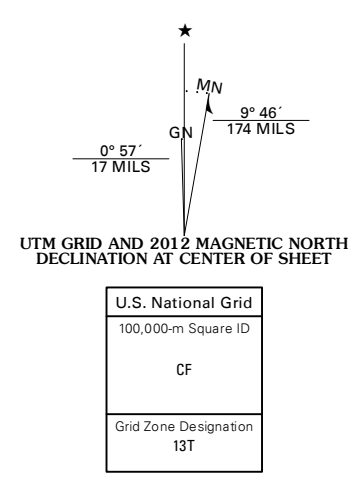 ★
MN
GN
9° 46´
174 MILS
0° 57´
17 MILS
UTM GRID AND 2012 MAGNETIC NORTH
DECLINATION AT CENTER OF SHEET
U.S. National Grid
100,000-m Square ID
CF
Grid Zone Designation
13T